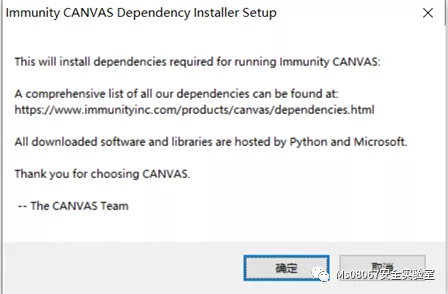 Immunity CANVAS Dependency Installer Setup
This will install dependencies required for running Immunity CANVAS:
A comprehensive list of all our dependencies can be found at:
https://www.immunityinc.com/products/canvas/dependencies.html
All downloaded software and libraries are hosted by Python and Microsoft.
Thank you for choosing CANVAS.
-- The CANVAS Team
确定
取消
Ms08067安全实验室